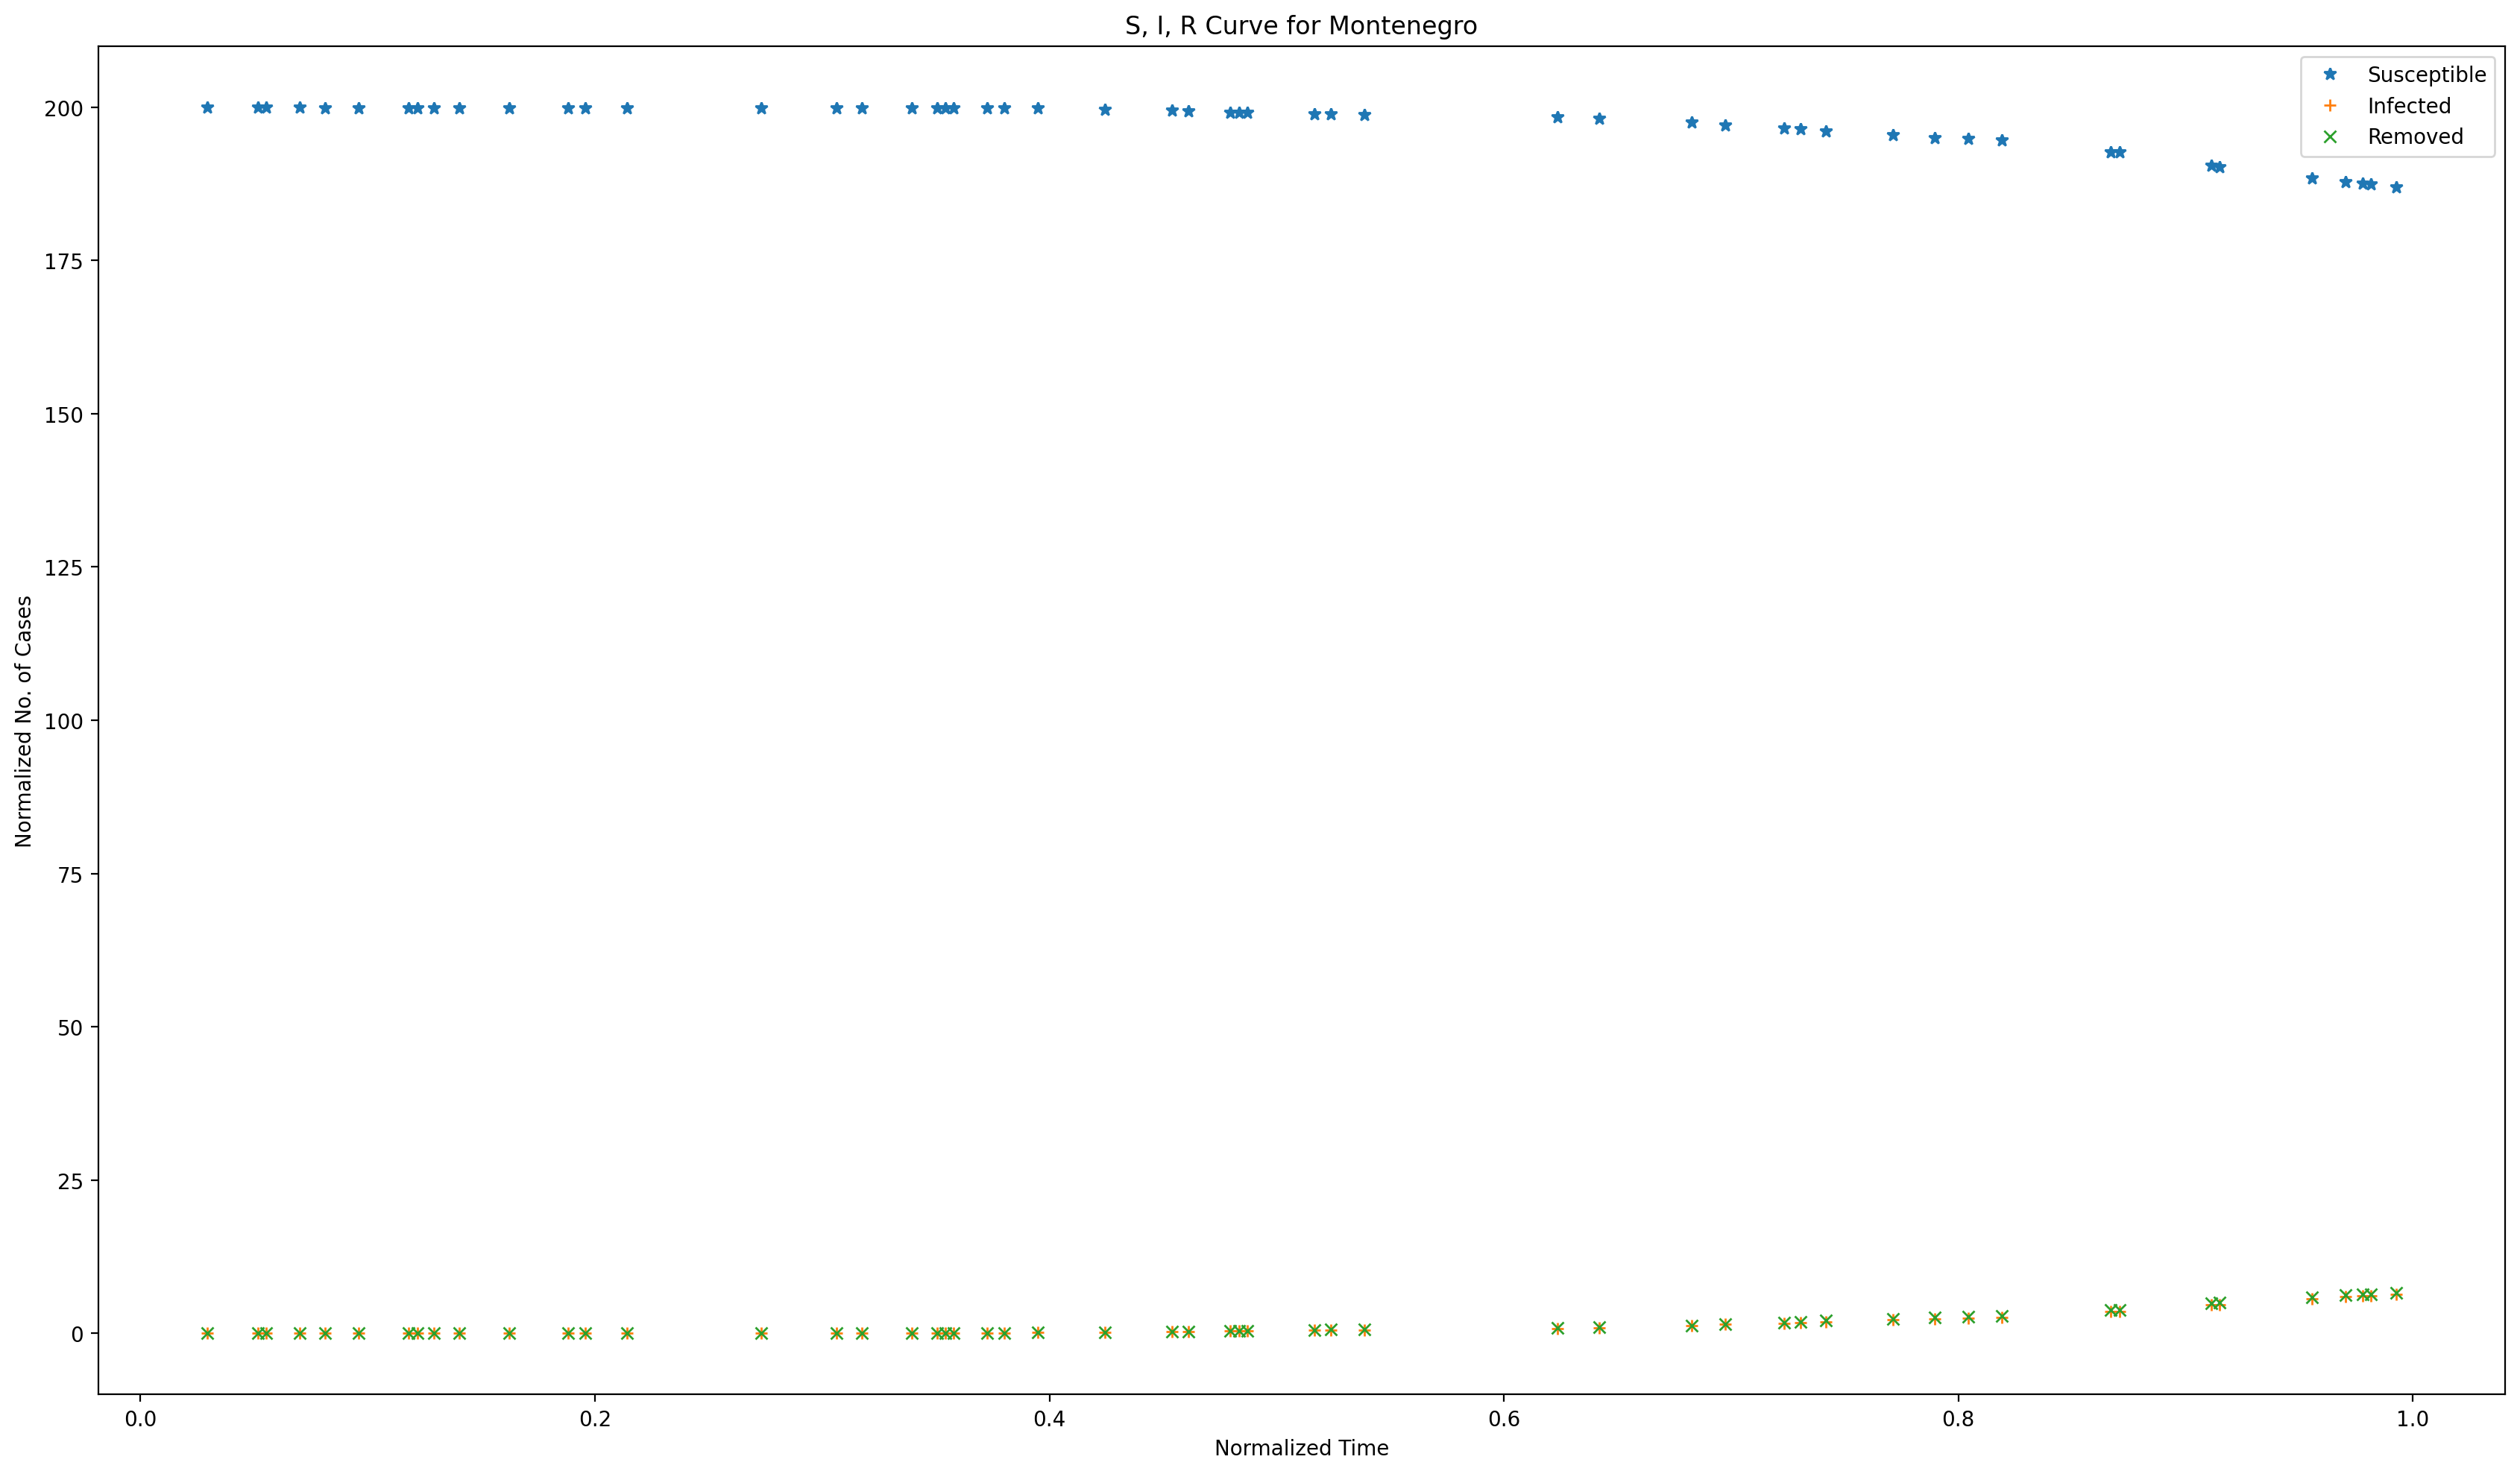 S, I, R Curve for Montenegro
Susceptible
Infected
Removed
200
175
150
125
100
75
50
25
0
Normalized No. of Cases
0.0 0.2 0.4 0.6 0.8 1.0
Normalized Time